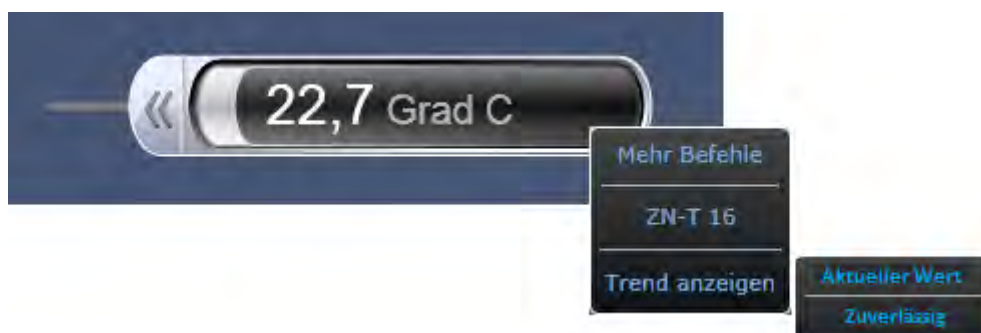 22,7 Grad C
Mehr Befehle
ZN-T 16
Trend anzeigen
Aktueller Wert
Zuverlässig